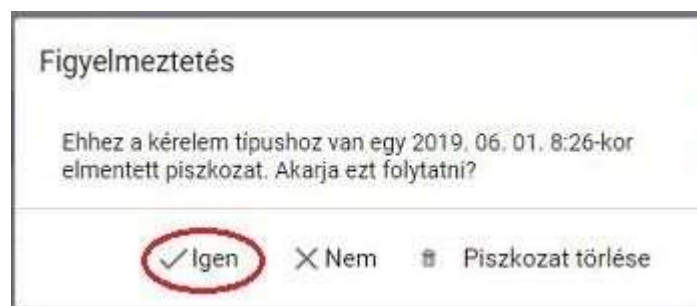 Figyelmeztetés
Ehhez a kérelem típushoz van egy 2019. 06. 01. 8:26-kor
elmentett piszkozat. Akarja ezt folytatni?
Igen Nem Piszkozat törlése